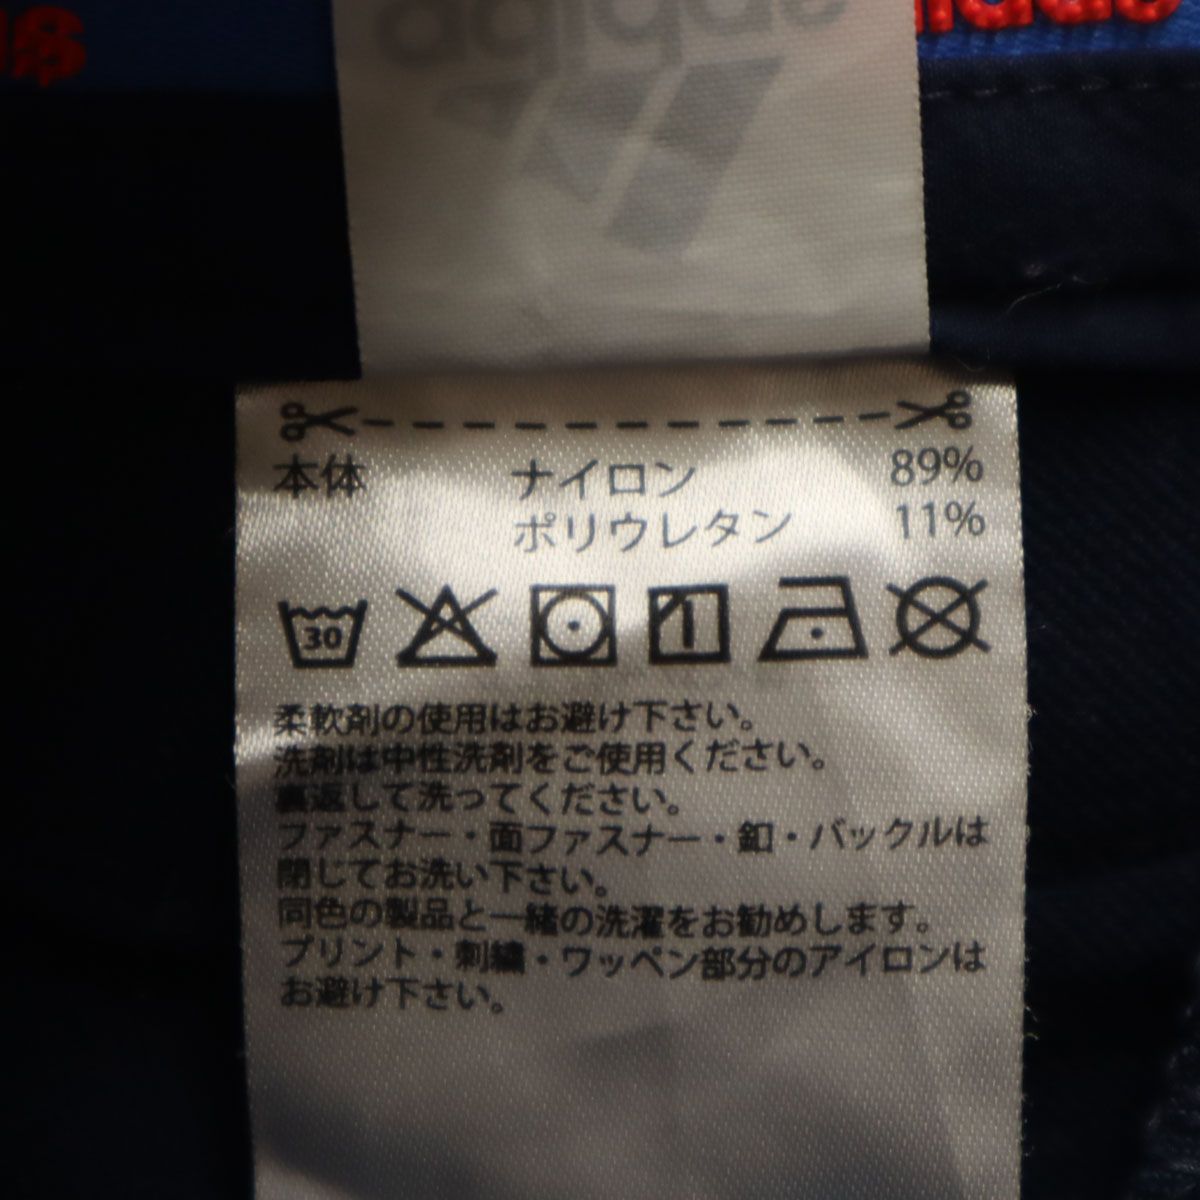 adidas
本体 ナイロン 89%
ポリウレタン 11%
30
柔軟剤の使用はお避け下さい。
洗剤は中性洗剤をご使用ください。
裏返して洗ってください。
ファスナー・面ファスナー・釦・バックルは
閉じてお洗い下さい。
同色の製品と一緒の洗濯をお勧めします。
プリント・刺繍・ワッペン部分のアイロンは
お避け下さい。